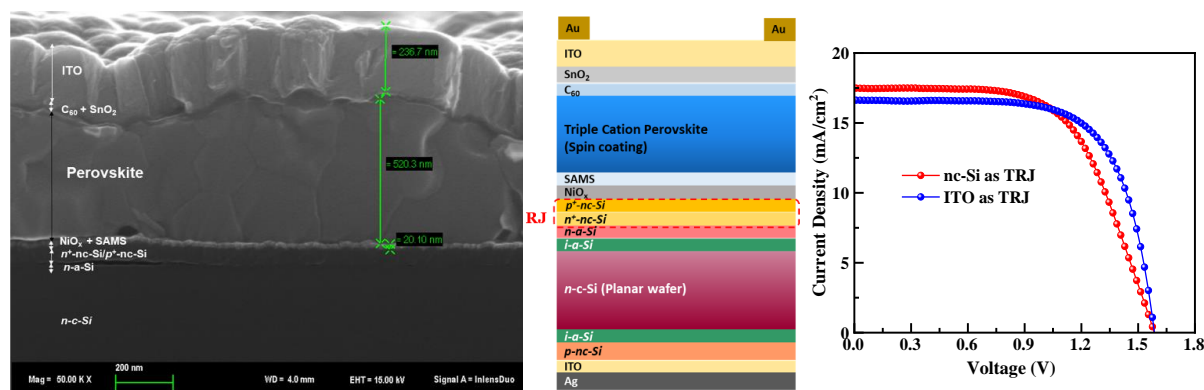 ITO
C60 + SnO2
Perovskite
NiOx + SAMS
n+-nc-Si/p+-nc-Si
n-a-Si
n-c-Si
= 236.7 nm
= 520.3 nm
= 20.10 nm
Mag = 50.00 K X
200 nm
WD = 4.0 mm
EHT = 15.00 kV
Signal A = InlensDuo
Au
Au
ITO
SnO2
C60
Triple Cation Perovskite
(Spin coating)
SAMS
NiOx
p+-nc-Si
RJ
n+-nc-Si
n-a-Si
i-a-Si
n-c-Si (Planar wafer)
i-a-Si
p-nc-Si
ITO
Ag
Current Density (mA/cm2)
20
15
10
5
0
nc-Si as TRJ
ITO as TRJ
0.0 0.3 0.6 0.9 1.2 1.5 1.8
Voltage (V)